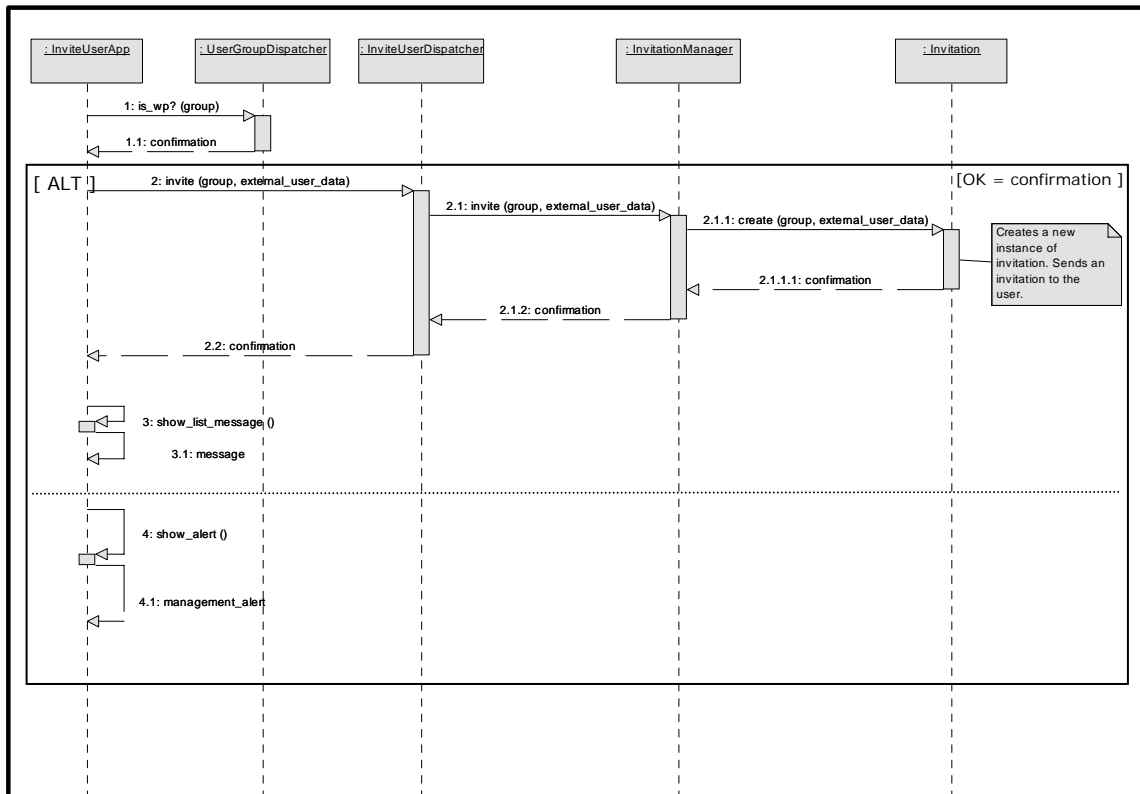 : InviteUserApp
: UserGroupDispatcher
: InviteUserDispatcher
: InvitationManager
: Invitation
1: is_wp? (group)
1.1: confirmation
[ ALT ]
[OK = confirmation ]
2: invite (group, external_user_data)
2.1: invite (group, external_user_data)
2.1.1: create (group, external_user_data)
Creates a new
instance of
invitation. Sends an
invitation to the
user.
2.1.1.1: confirmation
2.1.2: confirmation
2.2: confirmation
3: show_list_message ()
3.1: message
4: show_alert ()
4.1: management_alert